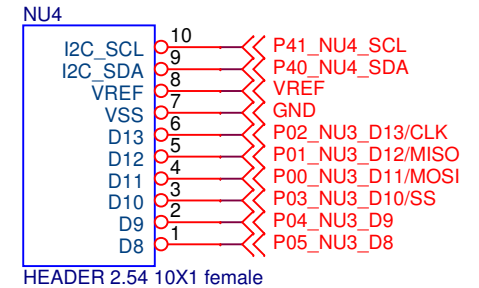 NU4
I2C_SCL 10 P41_NU4_SCL
I2C_SDA 9 P40_NU4_SDA
VREF 8 VREF
VSS 7 GND
D13 6 P02_NU3_D13/CLK
D12 5 P01_NU3_D12/MISO
D11 4 P00_NU3_D11/MOSI
D10 3 P03_NU3_D10/SS
D9 2 P04_NU3_D9
D8 1 P05_NU3_D8
HEADER 2.54 10X1 female